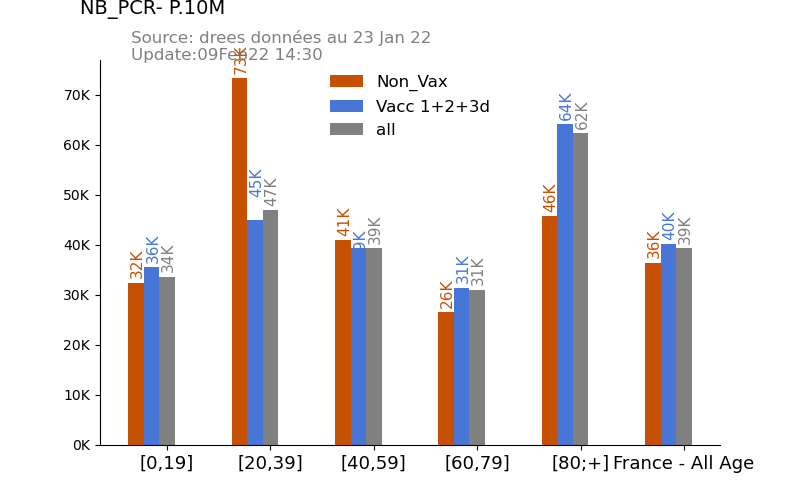 NB_PCR- P.10M
Source: drees données au 23 Jan 22
Update:09Feb22 14:30
Non_Vax
Vacc 1+2+3d
all
70K
60K
50K
40K
30K
20K
10K
0K
32K 36K 34K
73K 45K 47K
41K 39K
26K 31K 31K
46K 64K 62K
36K 40K 39K
[0,19] [20,39] [40,59] [60,79] [80;+] France - All Age